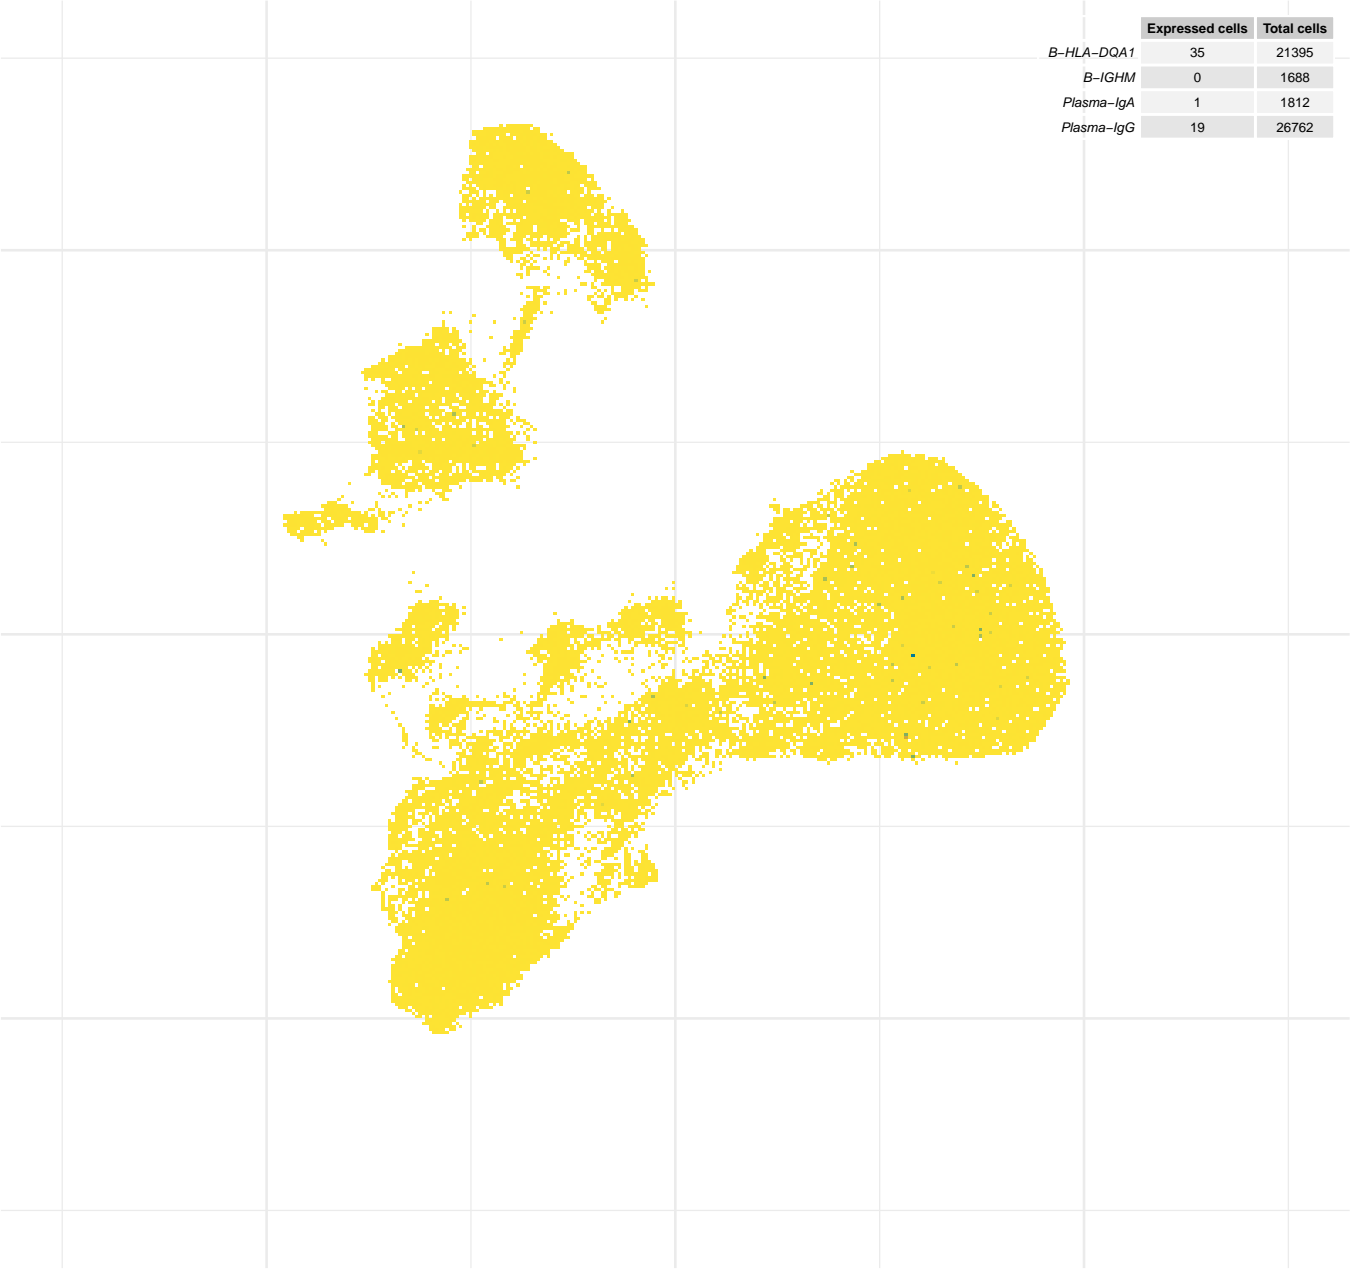 Expressed cells Total cells
B−HLA−DQA1 35 21395
B−IGHM 0 1688
Plasma−IgA 1 1812
Plasma−IgG 19 26762